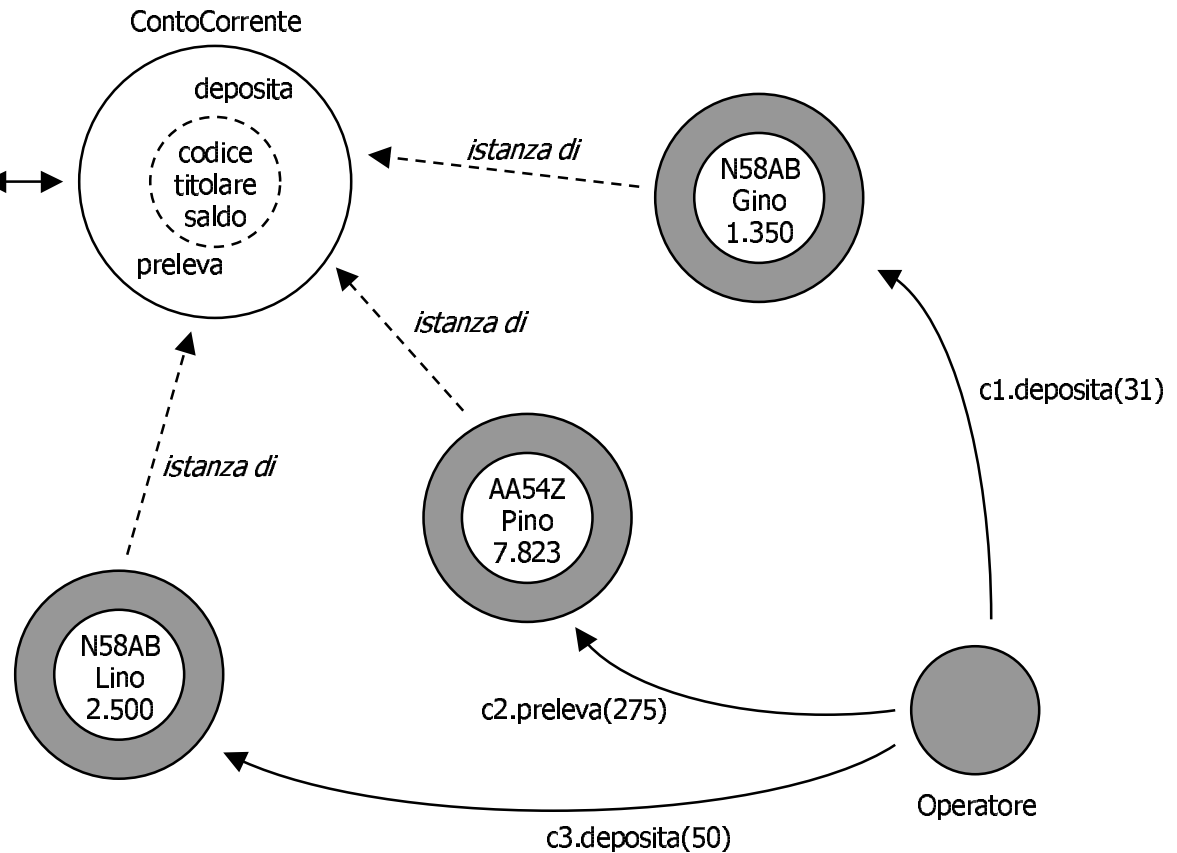 ContoCorrente
deposita
codice
titolare
saldo
preleva
istanza di
N58AB
Gino
1.350
istanza di
c1.deposita(31)
istanza di
AA54Z
Pino
7.823
N58AB
Lino
2.500
c2.preleva(275)
Operatore
c3.deposita(50)